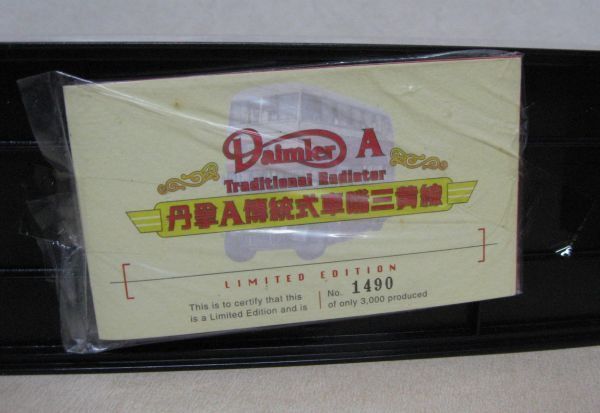 Daimler A
Traditional Radiator
丹拿A傳統式車嘴三黃線
LIMITED EDITION
This is to certify that this
is a Limited Edition and is
No. 1490
of only 3,000 produced